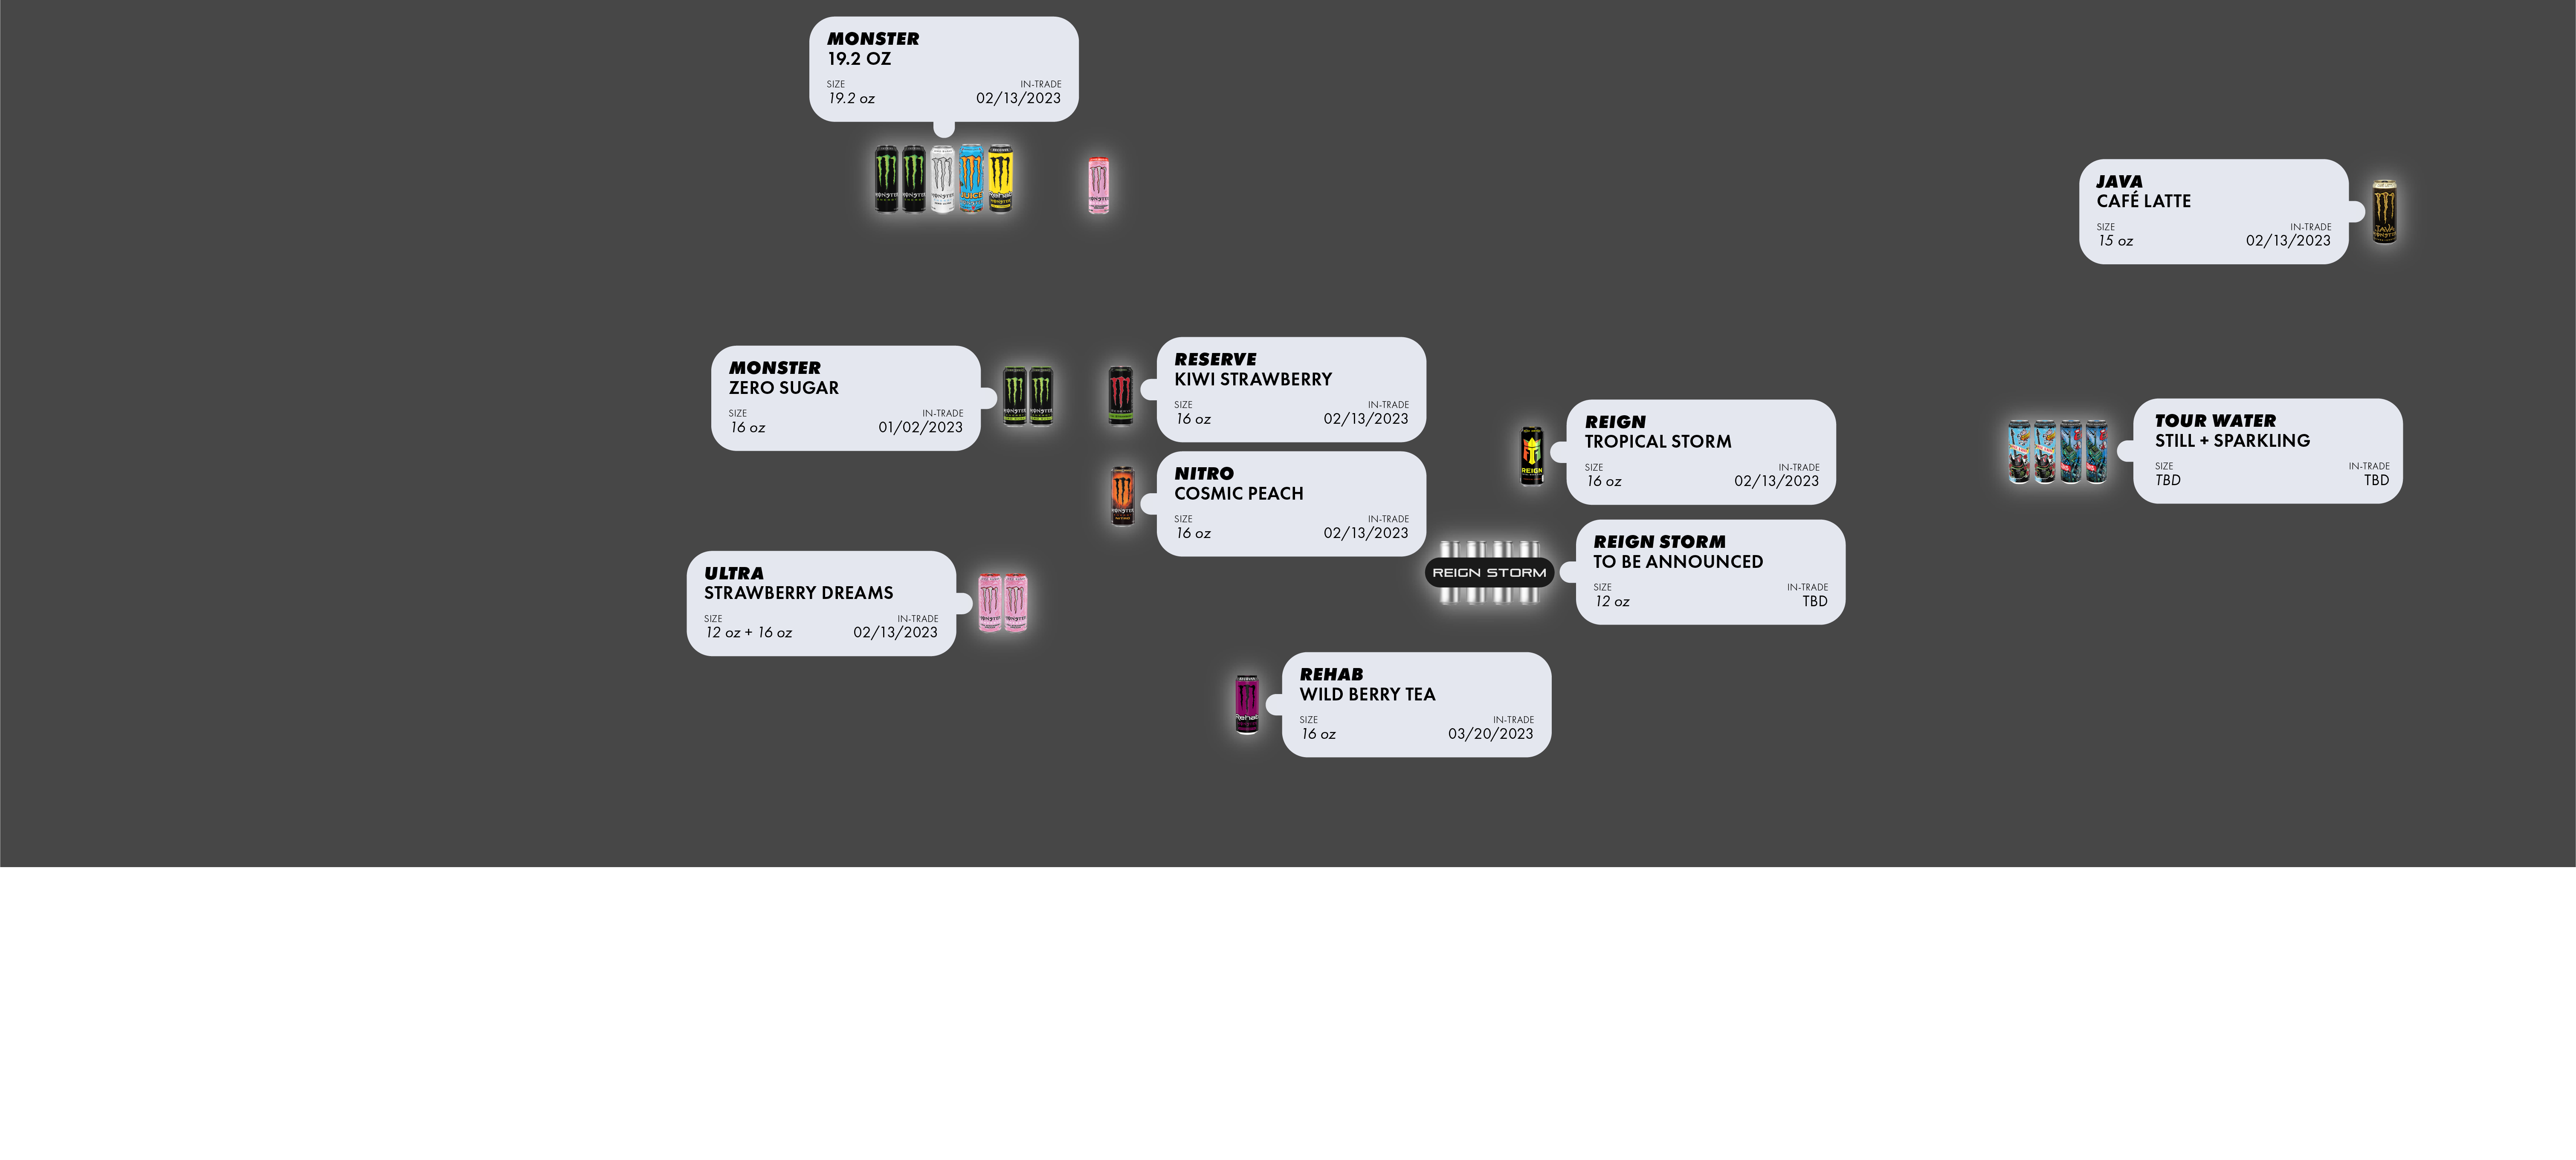 MONSTER
19.2 OZ
SIZE IN-TRADE
19.2 oz 02/13/2023
JAVA
CAFÉ LATTE
SIZE IN-TRADE
15 oz 02/13/2023
MONSTER
ZERO SUGAR
SIZE IN-TRADE
16 oz 01/02/2023
RESERVE
KIWI STRAWBERRY
SIZE IN-TRADE
16 oz 02/13/2023
REIGN
TROPICAL STORM
SIZE IN-TRADE
16 oz 02/13/2023
REIGN
TOUR WATER
STILL + SPARKLING
SIZE IN-TRADE
TBD TBD
NITRO
COSMIC PEACH
SIZE IN-TRADE
16 oz 02/13/2023
REIGN STORM
REIGN STORM
TO BE ANNOUNCED
SIZE IN-TRADE
12 oz TBD
ULTRA
STRAWBERRY DREAMS
SIZE IN-TRADE
12 oz + 16 oz 02/13/2023
REHAB
WILD BERRY TEA
SIZE IN-TRADE
16 oz 03/20/2023
Rehab